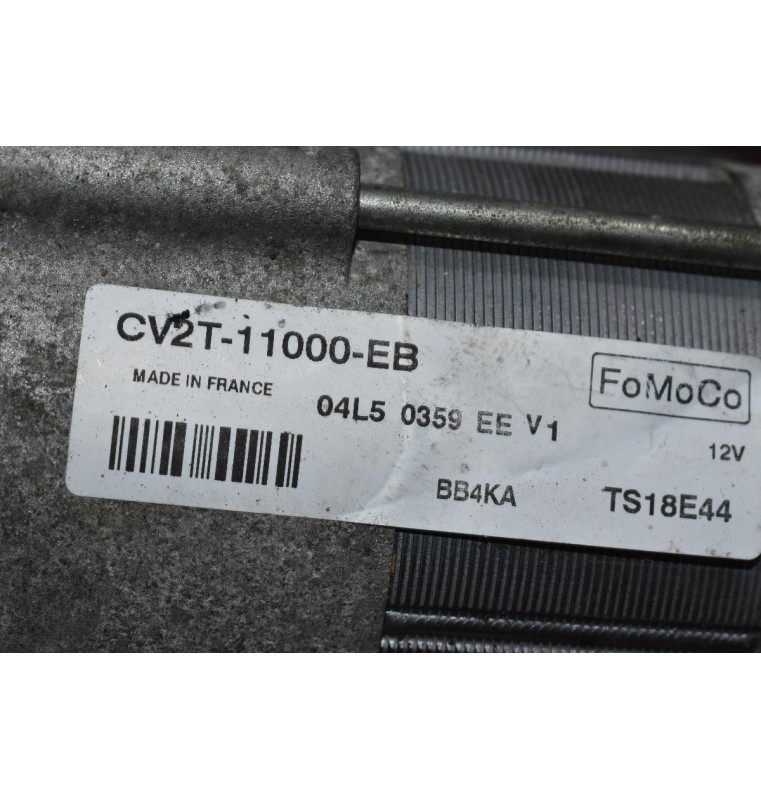 CV2T-11000-EB
FoMoCo
MADE IN FRANCE
04L5 0359 EE V1
12V
BB4KA
TS18E44